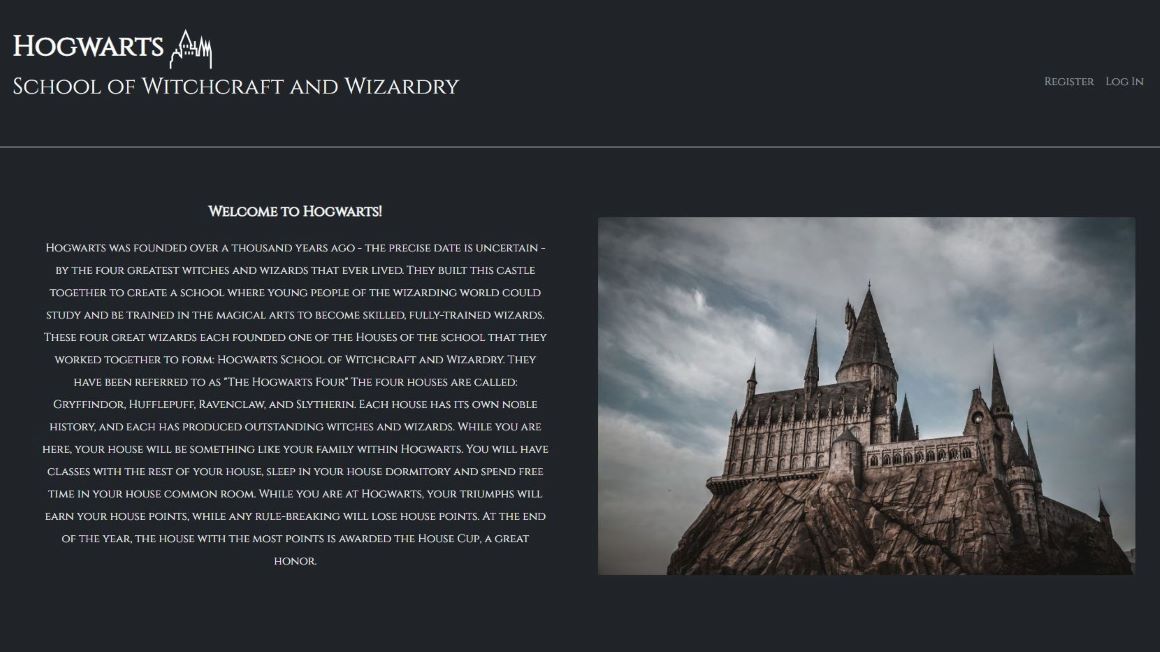 Hogwarts
School of Witchcraft and Wizardry
Register Log In
Welcome to Hogwarts!
Hogwarts was founded over a thousand years ago - the precise date is uncertain -
by the four greatest witches and wizards that ever lived. They built this castle
together to create a school where young people of the wizarding world could
study and be trained in the magical arts to become skilled, fully-trained wizards.
These four great wizards each founded one of the Houses of the school that they
worked together to form: Hogwarts School of Witchcraft and Wizardry. They
have been referred to as "The Hogwarts Four" The four houses are called:
Gryffindor, Hufflepuff, Ravenclaw, and Slytherin. Each house has its own noble
history, and each has produced outstanding witches and wizards. While you are
here, your house will be something like your family within Hogwarts. You will have
classes with the rest of your house, sleep in your house dormitory and spend free
time in your house common room. While you are at Hogwarts, your triumphs will
earn your house points, while any rule-breaking will lose house points. At the end
of the year, the house with the most points is awarded the House Cup, a great
honor.